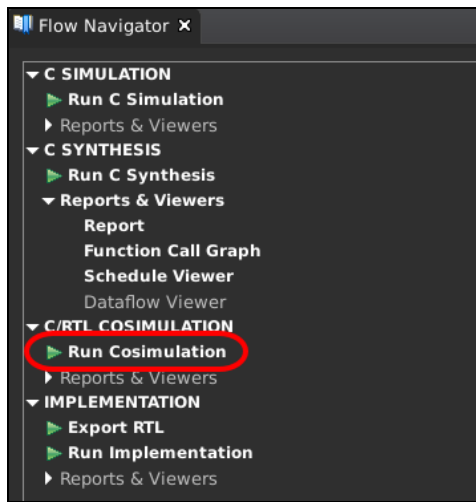 Flow Navigator
C SIMULATION
Run C Simulation
Reports & Viewers
C SYNTHESIS
Run C Synthesis
Reports & Viewers
Report
Function Call Graph
Schedule Viewer
Dataflow Viewer
C/RTL COSIMULATION
Run Cosimulation
Reports & Viewers
IMPLEMENTATION
Export RTL
Run Implementation
Reports & Viewers